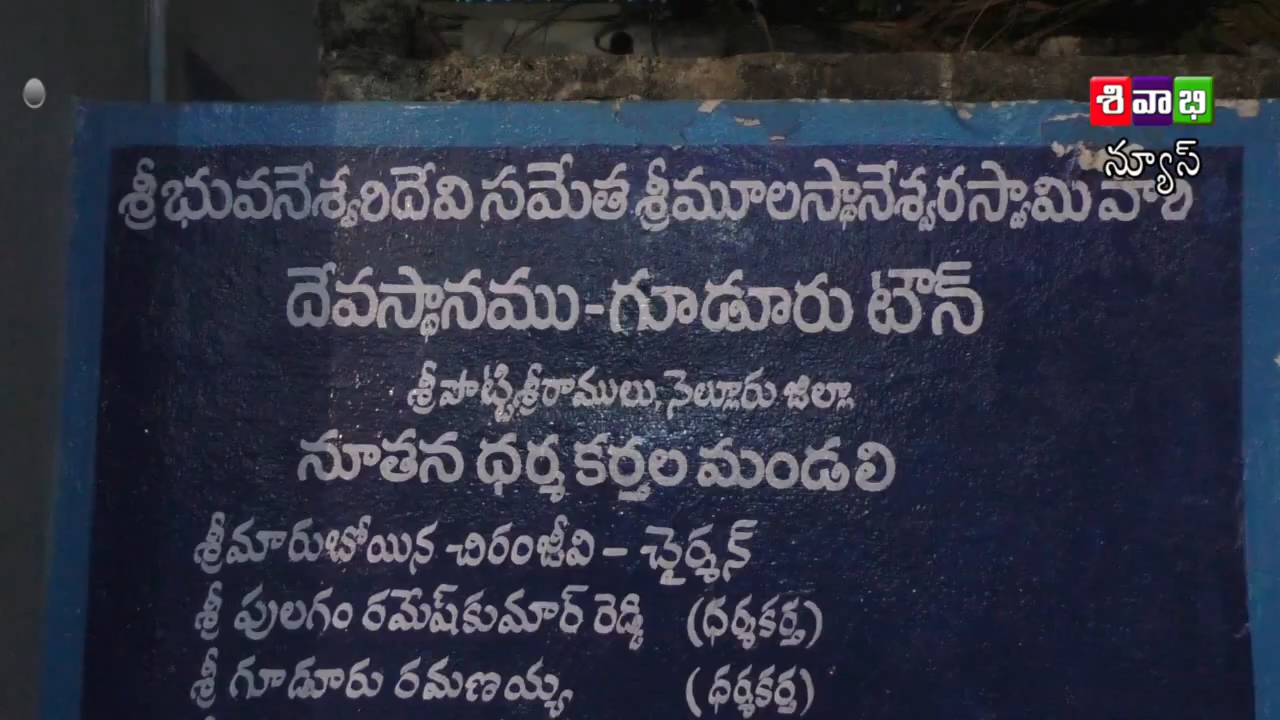 శివాభి
న్యూస్
శ్రీభువనేశ్వరిదేవి సమేత శ్రీమూలస్థానేశ్వరస్వామి వారి
దేవస్థానము-గూడూరు టౌన్
శ్రీపొట్టిశ్రీరాములు, నెల్లూరు జిల్లా
నూతన ధర్మకర్తల మండలి
శ్రీమారుబోయిన చిరంజీవి - చైర్మన్
శ్రీ పులగం రమేష్‌కుమార్ రెడ్డి (ధర్మకర్త)
శ్రీ గూడూరు రమణయ్య (ధర్మకర్త)